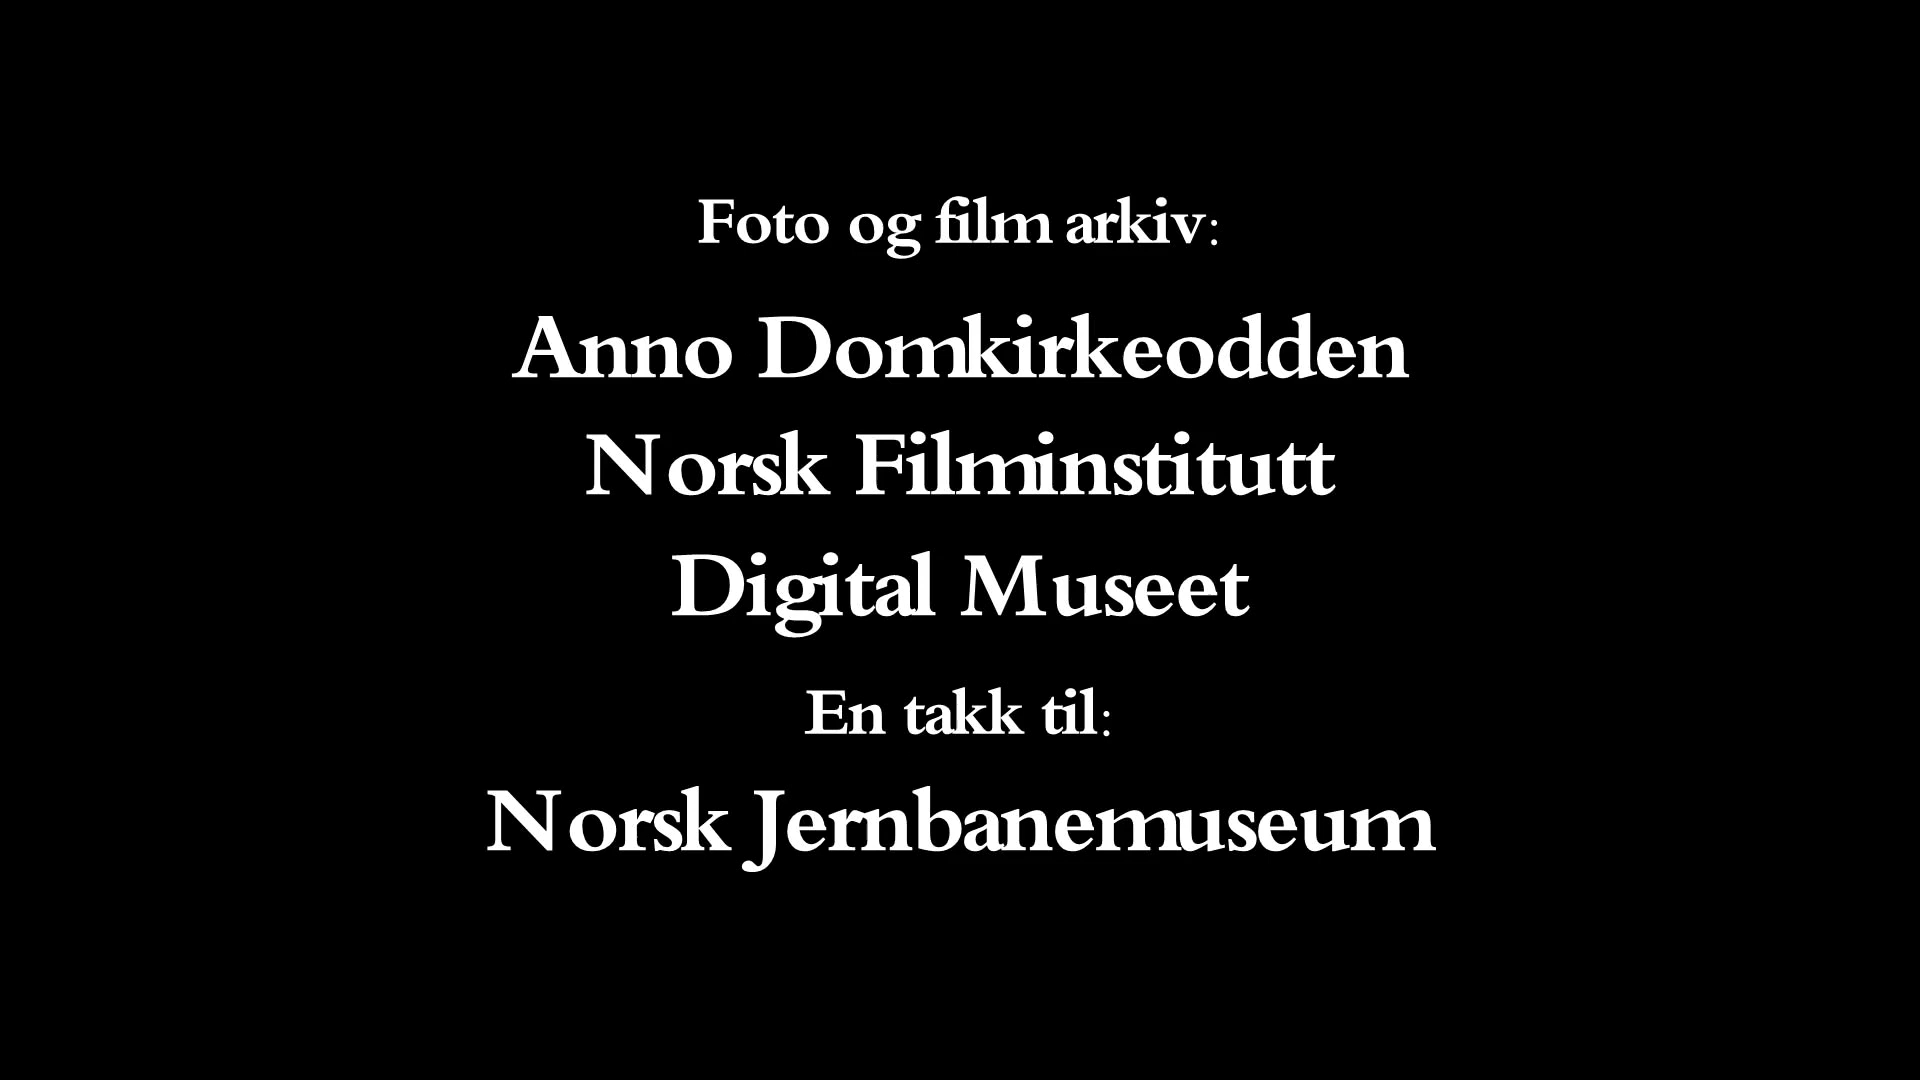 Foto og film arkiv:
Anno Domkirkeodden
Norsk Filminstitutt
Digital Museet
En takk til:
Norsk Jernbanemuseum